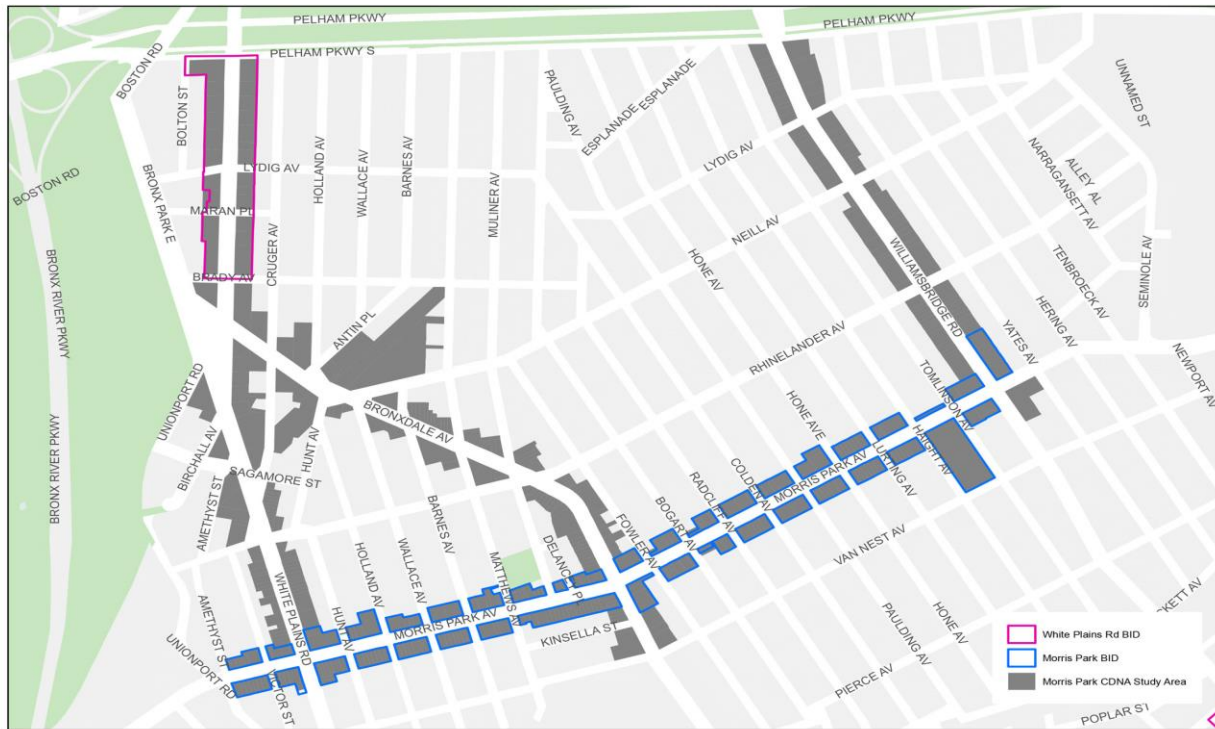 PELHAM PKWY
PELHAM PKWY
PELHAM PKWY S
BOSTON RD
BOLTON ST
PAULDING AV
ESPLANADE
ESPLANADE
UNNAMED ST
LYDIG AV
LYDIG AV
HOLLAND AV
WALLACE AV
BARNES AV
MULINER AV
BOSTON RD
BRONX PARK E
MARAN PL
CRUGER AV
BRADY AV
NEILL AV
HONE AV
NARRAGANSETT AV
ALLEY AL
WILLIAMSBRIDGE RD
TENBROECK AV
SEMINOLE AV
HERING AV
YATES AV
NEWPORT AV
BRONX RIVER PKWY
BRONX RIVER PKWY
ANTIN PL
RHINELANDER AV
UNIONPORT RD
BIRCHALL AV
BRONXDALE AV
HUNT AV
SAGAMORE ST
AMETHYST ST
TOMLINSON AV
HAIGHT AV
LURTING AV
HONE AVE
MORRIS PARK AV
COLDEN AV
RADCLIFF AV
BOGART AV
FOWLER AV
VAN NEST AV
BARNES AV
WALLACE AV
HOLLAND AV
MATTHEWS AV
DELANCEY PL
WHITE PLAINS RD
HUNT AV
MORRIS PARK AV
KINSELLA ST
AMETHYST ST
UNIONPORT RD
VICTOR ST
PAULDING AV
HONE AV
PIERCE AV
CKETT AV
POPLAR ST
White Plains Rd BID
Morris Park BID
Morris Park CDNA Study Area